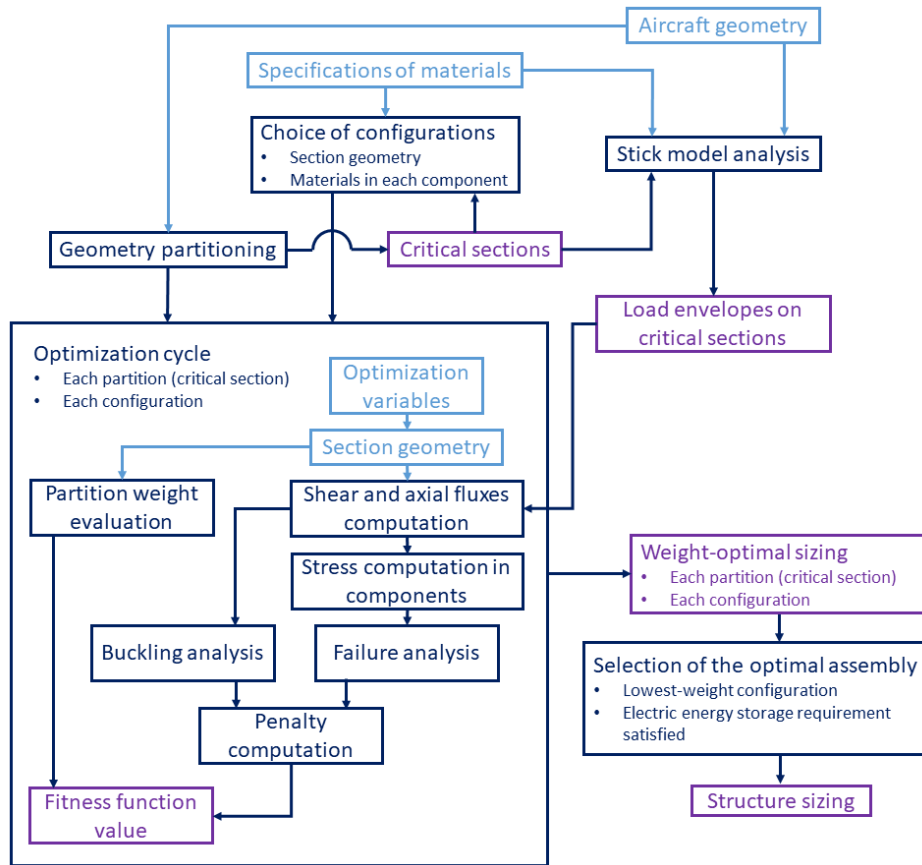 Aircraft geometry
Specifications of materials
Choice of configurations
• Section geometry
• Materials in each component
Stick model analysis
Geometry partitioning
Critical sections
Load envelopes on
critical sections
Optimization cycle
• Each partition (critical section)
• Each configuration
Optimization
variables
Section geometry
Partition weight
evaluation
Shear and axial fluxes
computation
Stress computation in
components
Buckling analysis
Failure analysis
Penalty
computation
Fitness function
value
Weight-optimal sizing
• Each partition (critical section)
• Each configuration
Selection of the optimal assembly
• Lowest-weight configuration
• Electric energy storage requirement
satisfied
Structure sizing